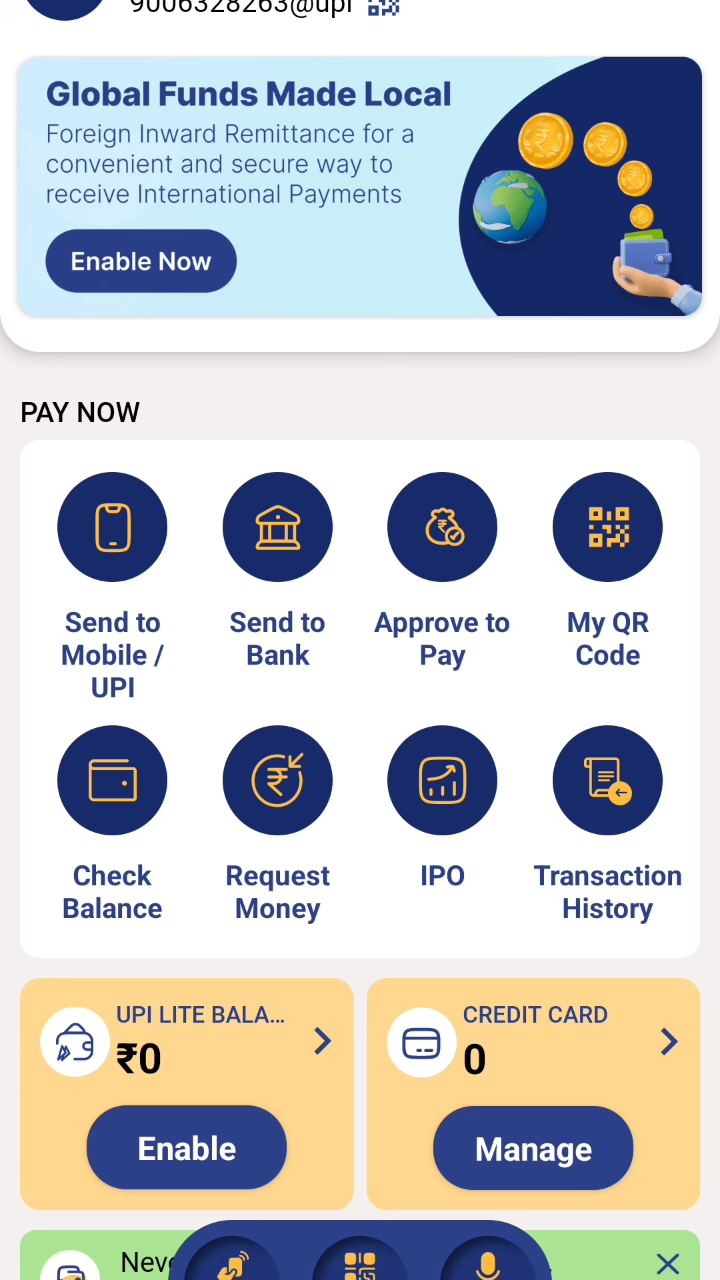 9006328263@upi
Global Funds Made Local
Foreign Inward Remittance for a
convenient and secure way to
receive International Payments
Enable Now
PAY NOW
Send to
Mobile /
UPI
Send to
Bank
Approve to
Pay
My QR
Code
Check
Balance
Request
Money
IPO
Transaction
History
UPI LITE BALA...
₹0
Enable
CREDIT CARD
0
Manage